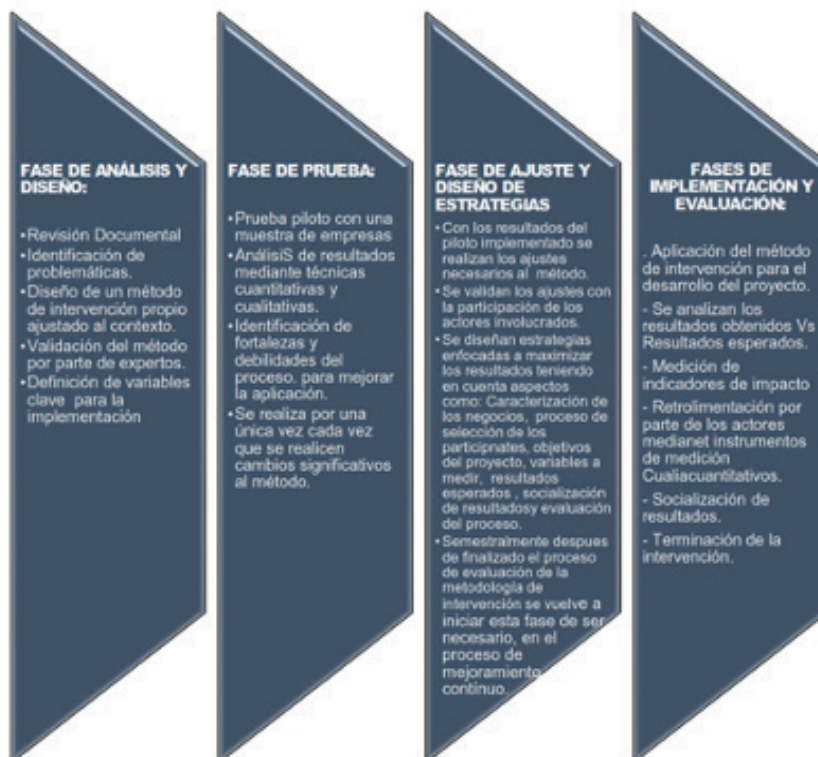 FASE DE ANÁLISIS Y
DISEÑO:
•Revisión Documental
•Identificación de
problemáticas.
•Diseño de un método
de intervención propio
ajustado al contexto.
•Validación del método
por parte de expertos.
•Definición de variables
clave para la
implementación
FASE DE PRUEBA:
•Prueba piloto con una
muestra de empresas
•AnálisiS de resultados
mediante técnicas
cuantitativas y
cualitativas.
•Identificación de
fortalezas y
debilidades del
proceso. para mejorar
la aplicación.
•Se realiza por una
única vez cada vez
que se realicen
cambios significativos
al método.
FASE DE AJUSTE Y
DISEÑO DE
ESTRATEGIAS
•Con los resultados del
piloto implementado se
realizan los ajustes
necesarios al método.
•Se validan los ajustes con
la participación de los
actores involucrados.
•Se diseñan estrategias
enfocadas a maximizar
los resultados teniendo
en cuenta aspectos
como: Caracterización de
los negocios, proceso de
selección de los
participnates, objetivos
del proyecto, variables a
medir, resultados
esperados , socialización
de resultadosy evaluación
del proceso.
•Semestralmente despues
de finalizado el proceso
de evaluación de la
metodología de
intervención se vuelve a
iniciar esta fase de ser
necesario, en el
proceso de
mejoramiento
continuo.
FASES DE
IMPLEMENTACIÓN Y
EVALUACIÓN:
. Aplicación del método
de intervención para el
desarrollo del proyecto.
- Se analizan los
resultados obtenidos Vs
Resultados esperados.
- Medición de
indicadores de impacto
- Retrolimentación por
parte de los actores
medianet instrumentos
de medición
Cualiacuantitativos.
- Socialización de
resultados.
- Terminación de la
intervención.